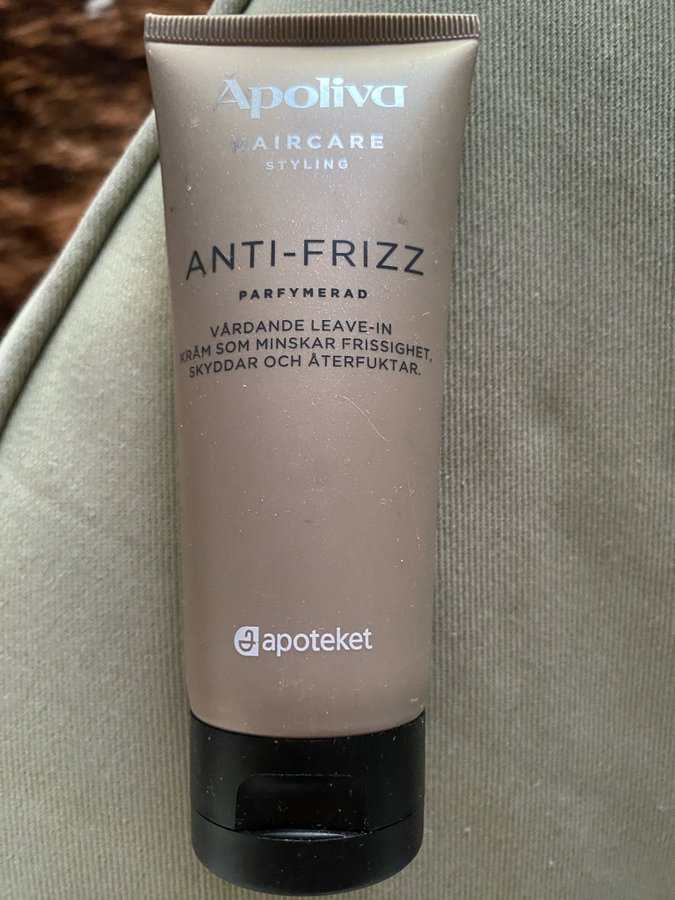 Apoliva
HAIRCARE
STYLING
ANTI-FRIZZ
PARFYMERAD
VÅRDANDE LEAVE-IN
KRÄM SOM MINSKAR FRISSIGHET,
SKYDDAR OCH ÅTERFUKTAR.
apoteket